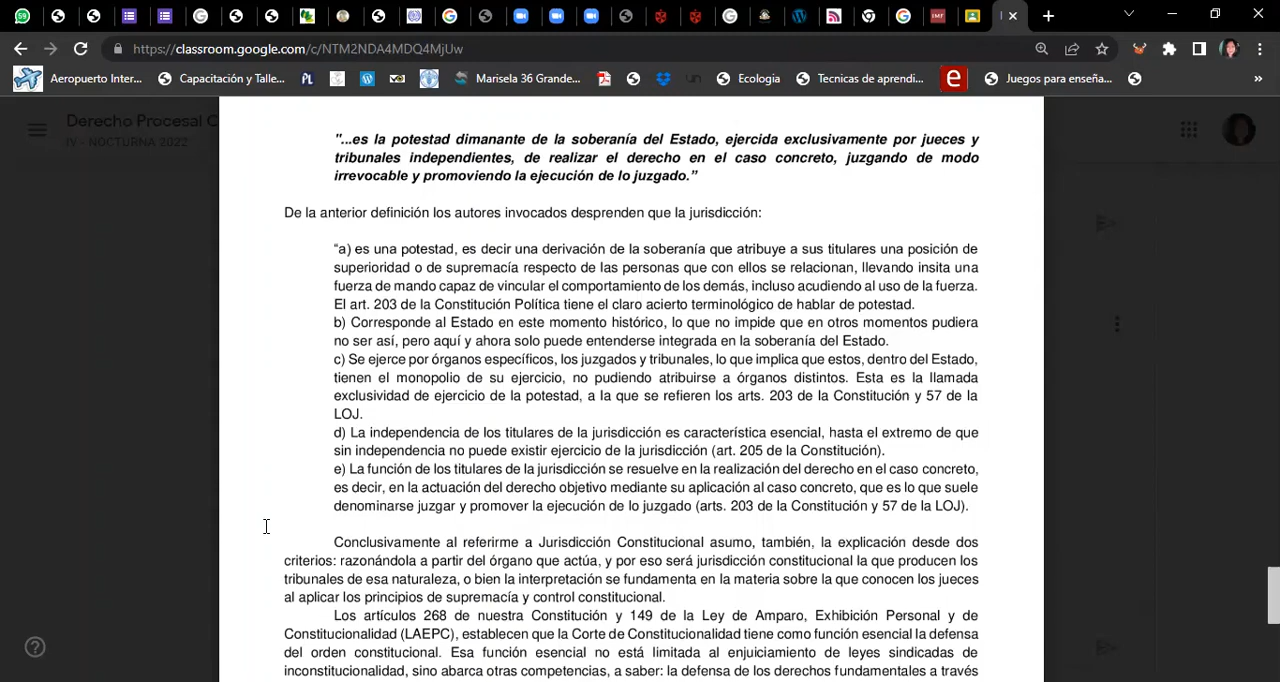 https://classroom.google.com/c/NTM2NDA4MDQ4MjUw
Aeropuerto Inter...
Capacitación y Talle...
Marisela 36 Grande...
Ecologia
Tecnicas de aprendi...
Juegos para enseña...
Derecho Procesal C
IV - NOCTURNA 2022
"...es la potestad dimanante de la soberanía del Estado, ejercida exclusivamente por jueces y
tribunales independientes, de realizar el derecho en el caso concreto, juzgando de modo
irrevocable y promoviendo la ejecución de lo juzgado.”
De la anterior definición los autores invocados desprenden que la jurisdicción:
“a) es una potestad, es decir una derivación de la soberanía que atribuye a sus titulares una posición de
superioridad o de supremacía respecto de las personas que con ellos se relacionan, llevando insita una
fuerza de mando capaz de vincular el comportamiento de los demás, incluso acudiendo al uso de la fuerza.
El art. 203 de la Constitución Política tiene el claro acierto terminológico de hablar de potestad.
b) Corresponde al Estado en este momento histórico, lo que no impide que en otros momentos pudiera
no ser así, pero aquí y ahora solo puede entenderse integrada en la soberanía del Estado.
c) Se ejerce por órganos específicos, los juzgados y tribunales, lo que implica que estos, dentro del Estado,
tienen el monopolio de su ejercicio, no pudiendo atribuirse a órganos distintos. Esta es la llamada
exclusividad de ejercicio de la potestad, a la que se refieren los arts. 203 de la Constitución y 57 de la
LOJ.
d) La independencia de los titulares de la jurisdicción es característica esencial, hasta el extremo de que
sin independencia no puede existir ejercicio de la jurisdicción (art. 205 de la Constitución).
e) La función de los titulares de la jurisdicción se resuelve en la realización del derecho en el caso concreto,
es decir, en la actuación del derecho objetivo mediante su aplicación al caso concreto, que es lo que suele
denominarse juzgar y promover la ejecución de lo juzgado (arts. 203 de la Constitución y 57 de la LOJ).
Conclusivamente al referirme a Jurisdicción Constitucional asumo, también, la explicación desde dos
criterios: razonándola a partir del órgano que actúa, y por eso será jurisdicción constitucional la que producen los
tribunales de esa naturaleza, o bien la interpretación se fundamenta en la materia sobre la que conocen los jueces
al aplicar los principios de supremacía y control constitucional.
Los artículos 268 de nuestra Constitución y 149 de la Ley de Amparo, Exhibición Personal y de
Constitucionalidad (LAEPC), establecen que la Corte de Constitucionalidad tiene como función esencial la defensa
del orden constitucional. Esa función esencial no está limitada al enjuiciamiento de leyes sindicadas de
inconstitucionalidad, sino abarca otras competencias, a saber: la defensa de los derechos fundamentales a través